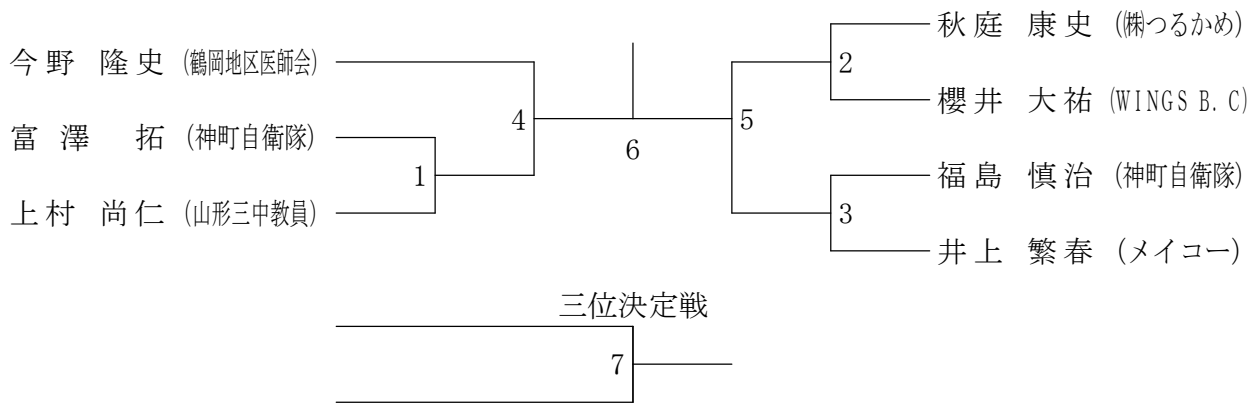 今野 隆史 (鶴岡地区医師会)
富澤 拓 (神町自衛隊)
上村 尚仁 (山形三中教員)
1
4
6
5
2
3
秋庭 康史 (㈱つるかめ)
櫻井 大祐 (WINGS B.C)
福島 慎治 (神町自衛隊)
井上 繁春 (メイコー)
三位決定戦
7